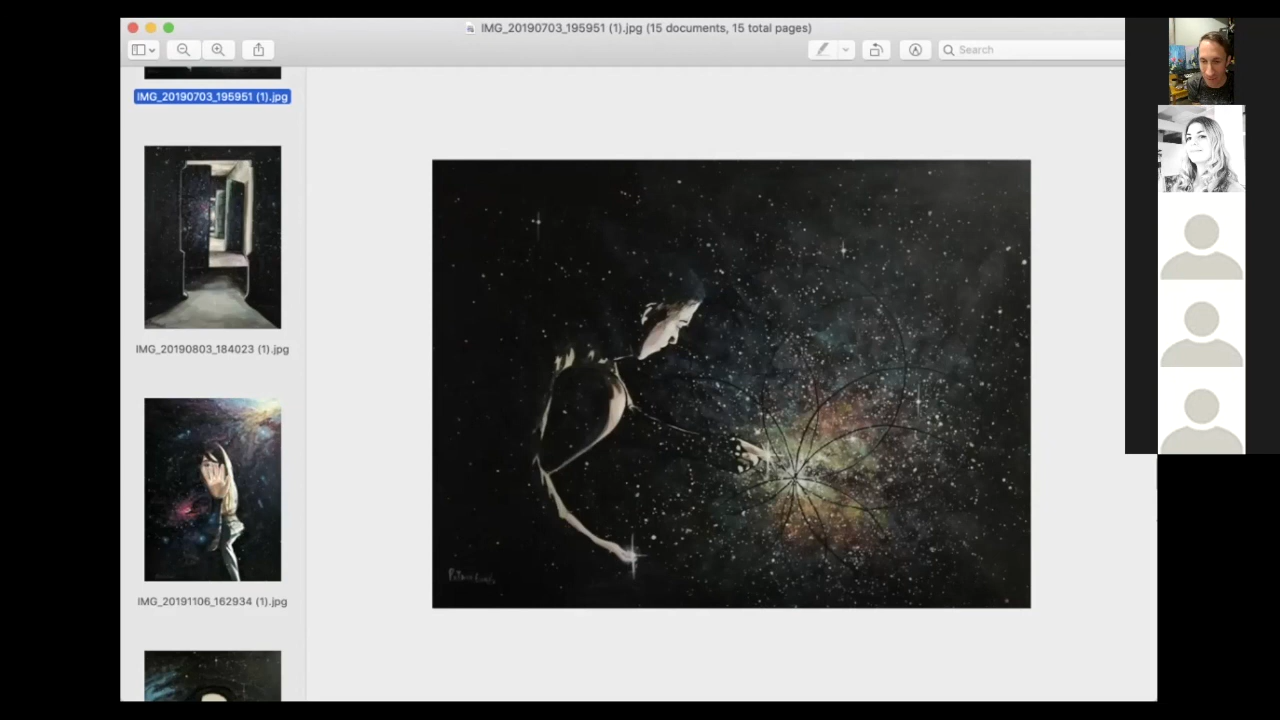 IMG_20190703_195951 (1).jpg (15 documents, 15 total pages)
Search
IMG_20190703_195951 (1).jpg
IMG_20190803_184023 (1).jpg
IMG_20191106_162934 (1).jpg